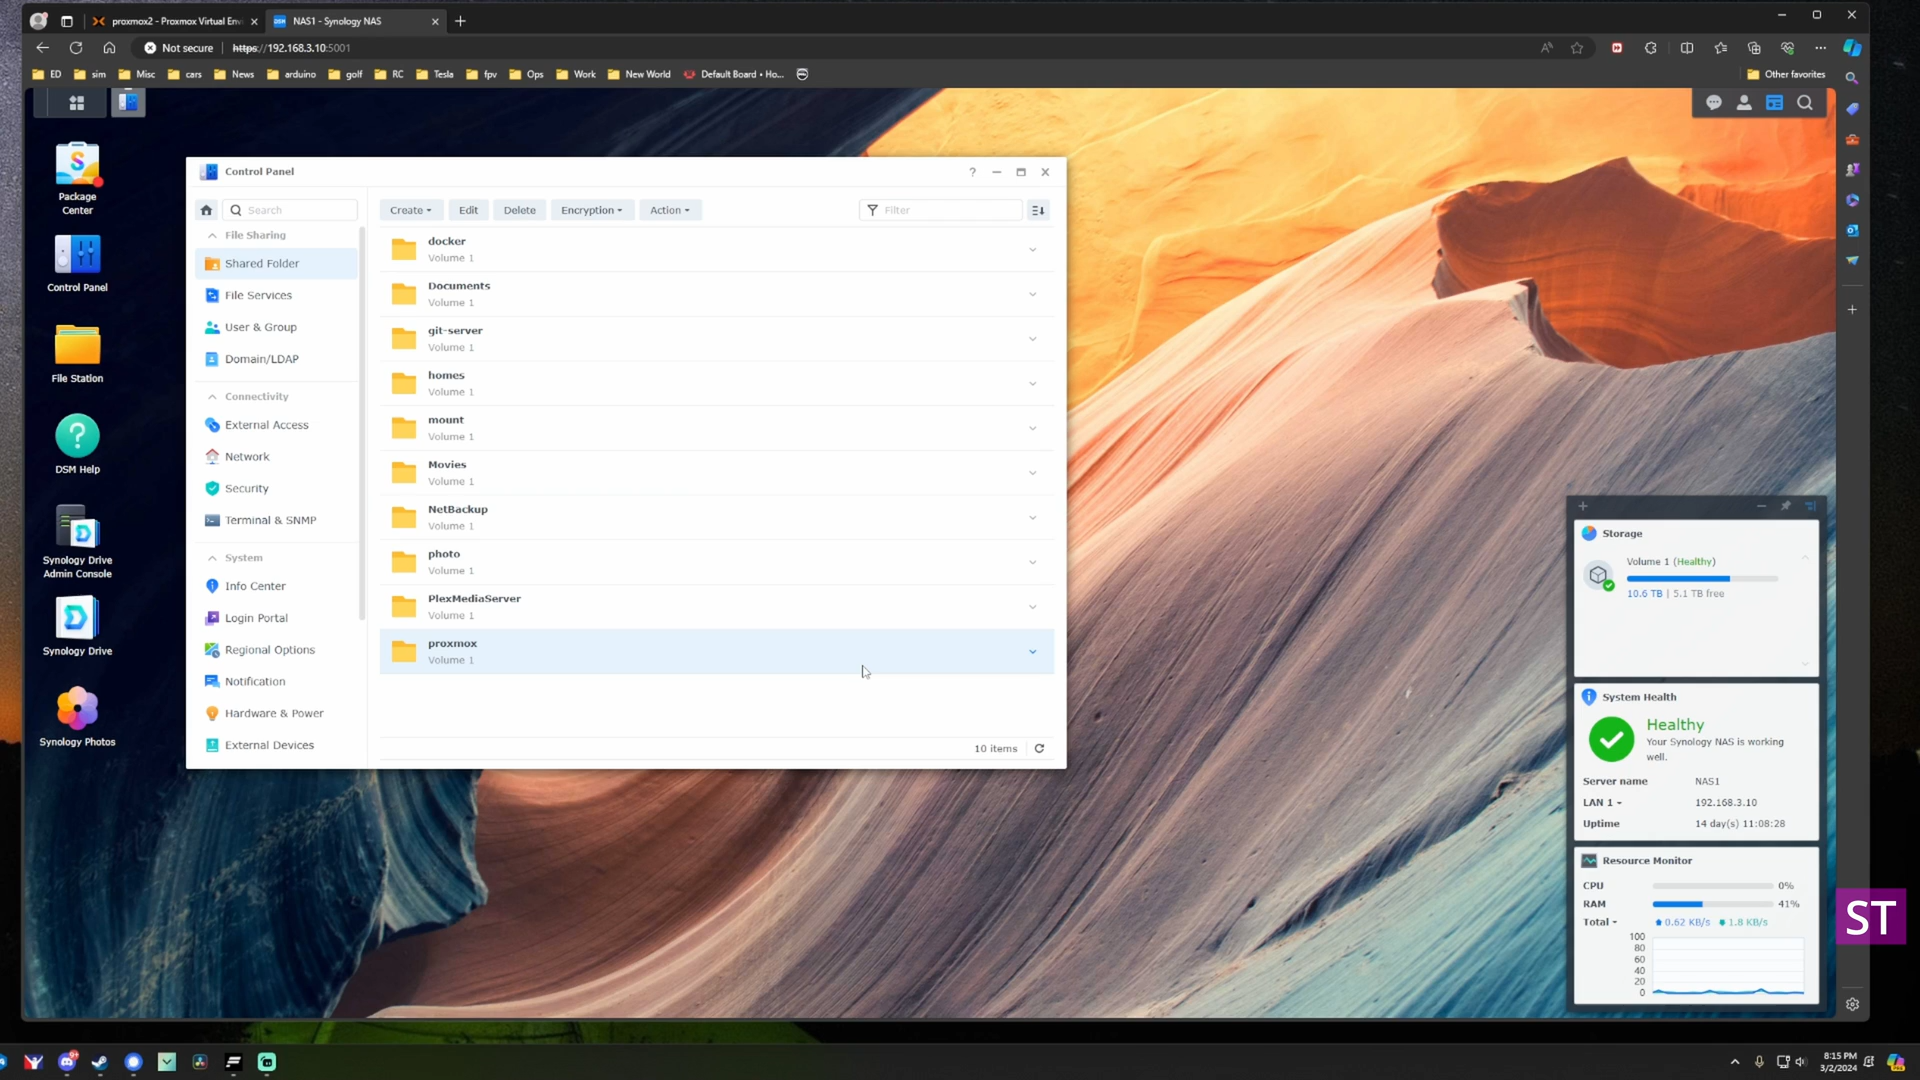 proxmox2 - Proxmox Virtual Envi
NAS1 - Synology NAS
Not secure
https://192.168.3.10:5001
ED
sim
Misc
cars
News
arduino
golf
RC
Tesla
fpv
Ops
Work
New World
Default Board • Ho...
Other favorites
Package
Center
Control Panel
File Station
DSM Help
Synology Drive
Admin Console
Synology Drive
Synology Photos
Control Panel
Search
File Sharing
Shared Folder
File Services
User & Group
Domain/LDAP
Connectivity
External Access
Network
Security
Terminal & SNMP
System
Info Center
Login Portal
Regional Options
Notification
Hardware & Power
External Devices
Create
Edit
Delete
Encryption
Action
Filter
docker
Volume 1
Documents
Volume 1
git-server
Volume 1
homes
Volume 1
mount
Volume 1
Movies
Volume 1
NetBackup
Volume 1
photo
Volume 1
PlexMediaServer
Volume 1
proxmox
Volume 1
10 items
Storage
Volume 1 (Healthy)
10.6 TB | 5.1 TB free
System Health
Healthy
Your Synology NAS is working
well.
Server name NAS1
LAN 1 192.168.3.10
Uptime 14 day(s) 11:08:28
Resource Monitor
CPU 0%
RAM 41%
Total 0.62 KB/s 1.8 KB/s
100
80
60
40
20
0
ST
8:15 PM
3/2/2024